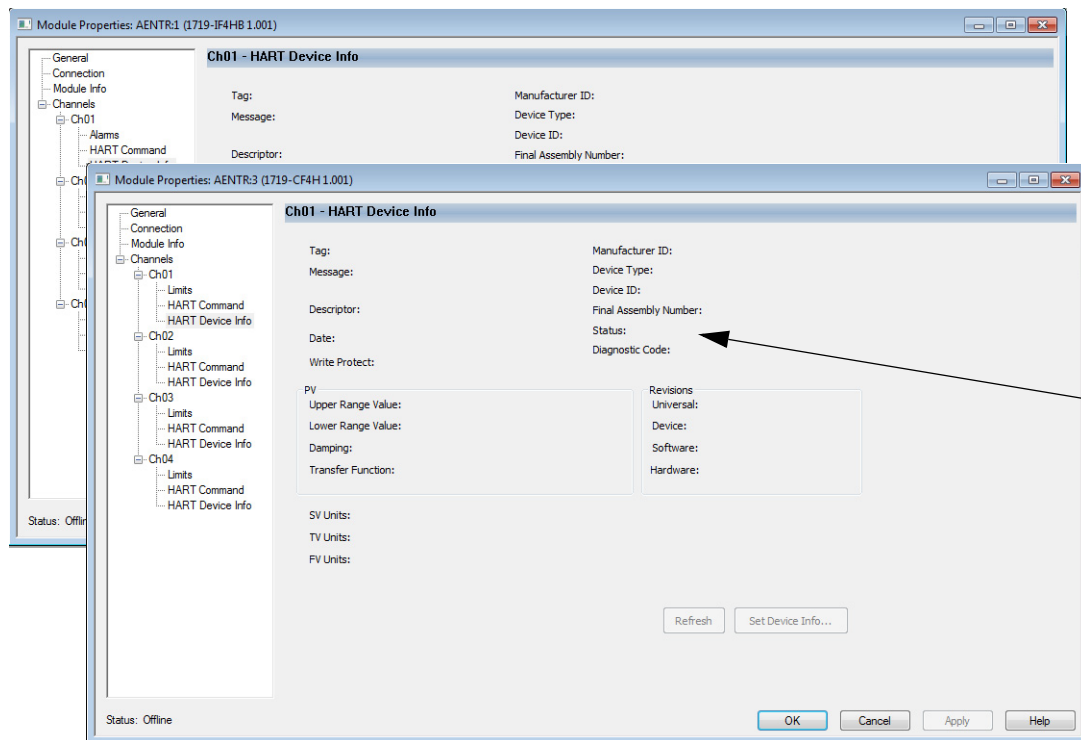 Module Properties: AENTR:1 (1719-IF4HB 1.001)
General
Connection
Module Info
Channels
Ch01
Alarms
HART Command
Ch01 - HART Device Info
Tag:
Message:
Descriptor:
Manufacturer ID:
Device Type:
Device ID:
Final Assembly Number:
Module Properties: AENTR:3 (1719-CF4H 1.001)
General
Connection
Module Info
Channels
Ch01
Limits
HART Command
HART Device Info
Ch02
Limits
HART Command
HART Device Info
Ch03
Limits
HART Command
HART Device Info
Ch04
Limits
HART Command
HART Device Info
Ch01 - HART Device Info
Tag:
Message:
Descriptor:
Date:
Write Protect:
Manufacturer ID:
Device Type:
Device ID:
Final Assembly Number:
Status:
Diagnostic Code:
PV
Upper Range Value:
Lower Range Value:
Damping:
Transfer Function:
Revisions
Universal:
Device:
Software:
Hardware:
SV Units:
TV Units:
FV Units:
Refresh
Set Device Info...
Status: Offline
OK
Cancel
Apply
Help
Status: